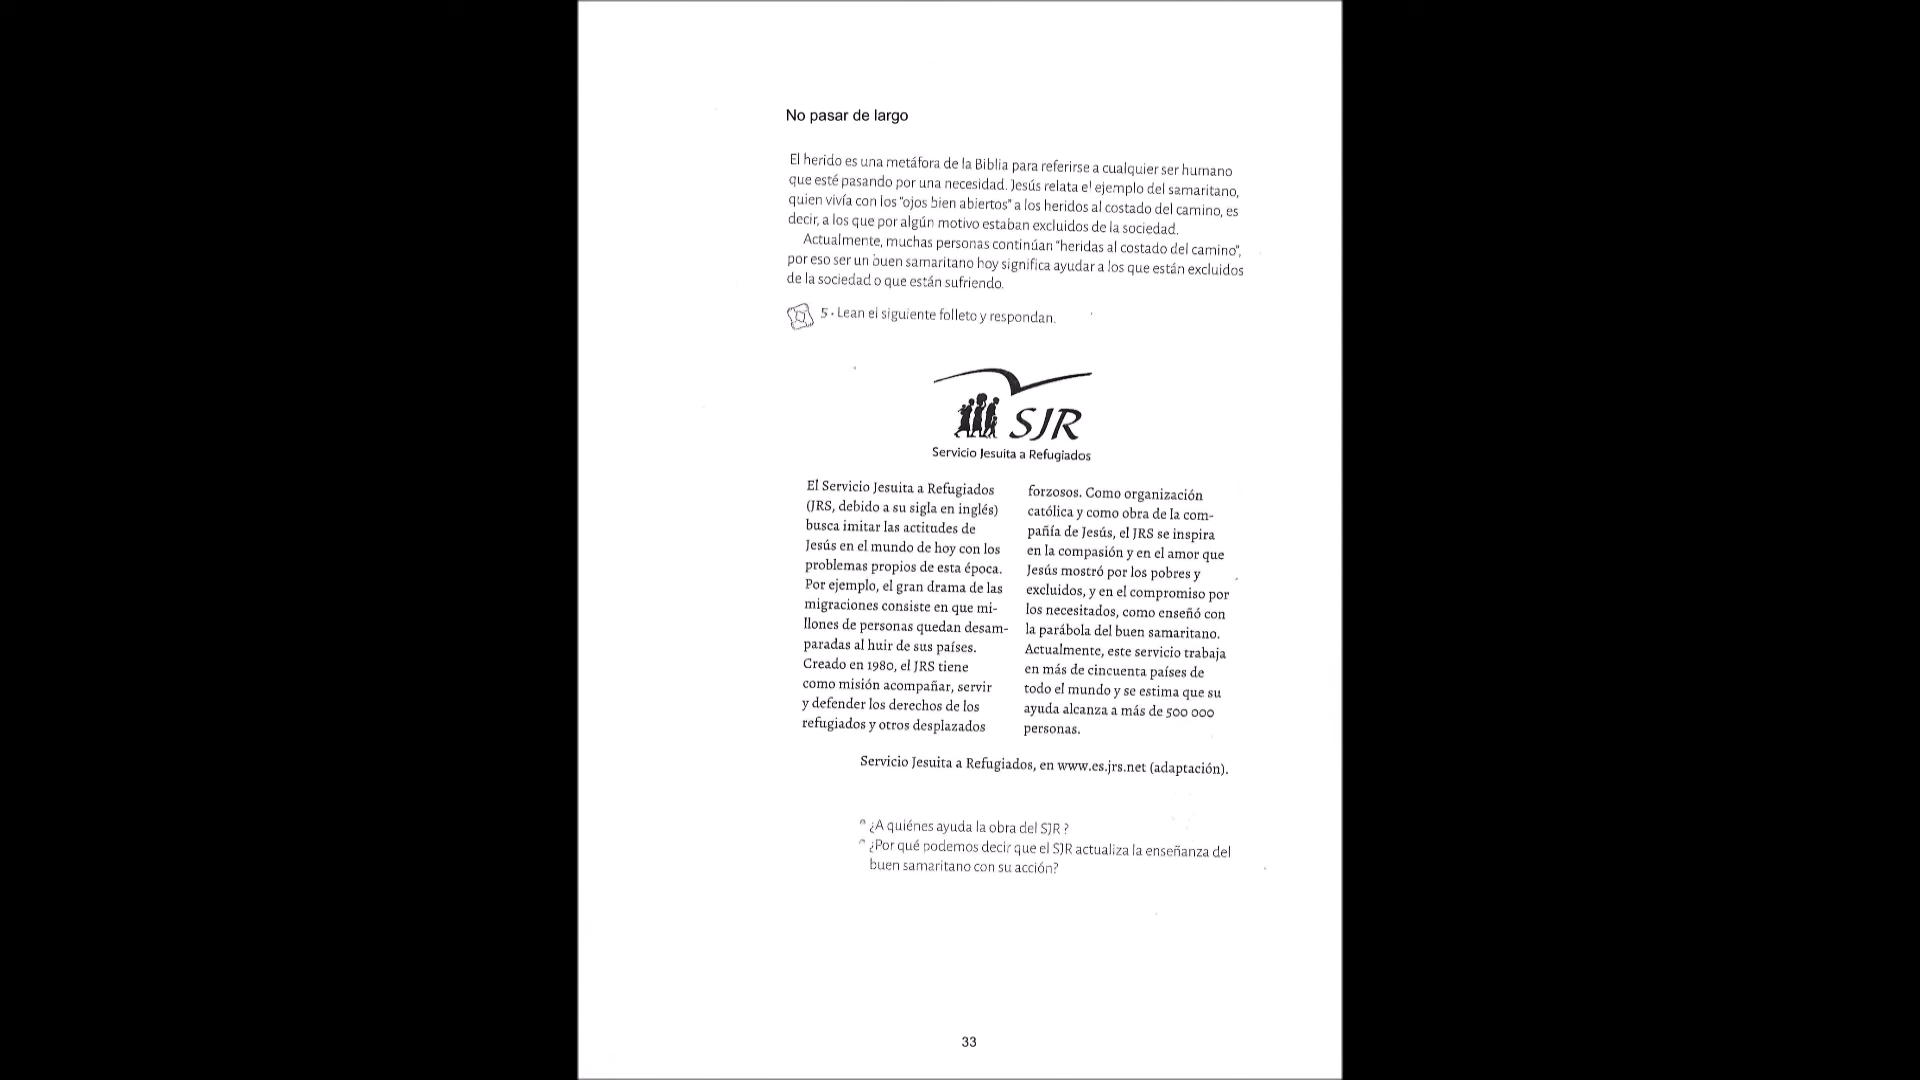 No pasar de largo
El herido es una metáfora de la Biblia para referirse a cualquier ser humano
que esté pasando por una necesidad. Jesús relata el ejemplo del samaritano,
quien vivía con los "ojos bien abiertos" a los heridos al costado del camino, es
decir, a los que por algún motivo estaban excluidos de la sociedad.
Actualmente, muchas personas continúan "heridas al costado del camino",
por eso ser un buen samaritano hoy significa ayudar a los que están excluidos
de la sociedad o que están sufriendo.
5 • Lean el siguiente folleto y respondan.
SJR
Servicio Jesuita a Refugiados
El Servicio Jesuita a Refugiados
(JRS, debido a su sigla en inglés)
busca imitar las actitudes de
Jesús en el mundo de hoy con los
problemas propios de esta época.
Por ejemplo, el gran drama de las
migraciones consiste en que mi-
llones de personas quedan desam-
paradas al huir de sus países.
Creado en 1980, el JRS tiene
como misión acompañar, servir
y defender los derechos de los
refugiados y otros desplazados
forzosos. Como organización
católica y como obra de la com-
pañía de Jesús, el JRS se inspira
en la compasión y en el amor que
Jesús mostró por los pobres y
excluidos, y en el compromiso por
los necesitados, como enseñó con
la parábola del buen samaritano.
Actualmente, este servicio trabaja
en más de cincuenta países de
todo el mundo y se estima que su
ayuda alcanza a más de 500 000
personas.
Servicio Jesuita a Refugiados, en www.es.jrs.net (adaptación).
¿A quiénes ayuda la obra del SJR ?
¿Por qué podemos decir que el SJR actualiza la enseñanza del
buen samaritano con su acción?
33